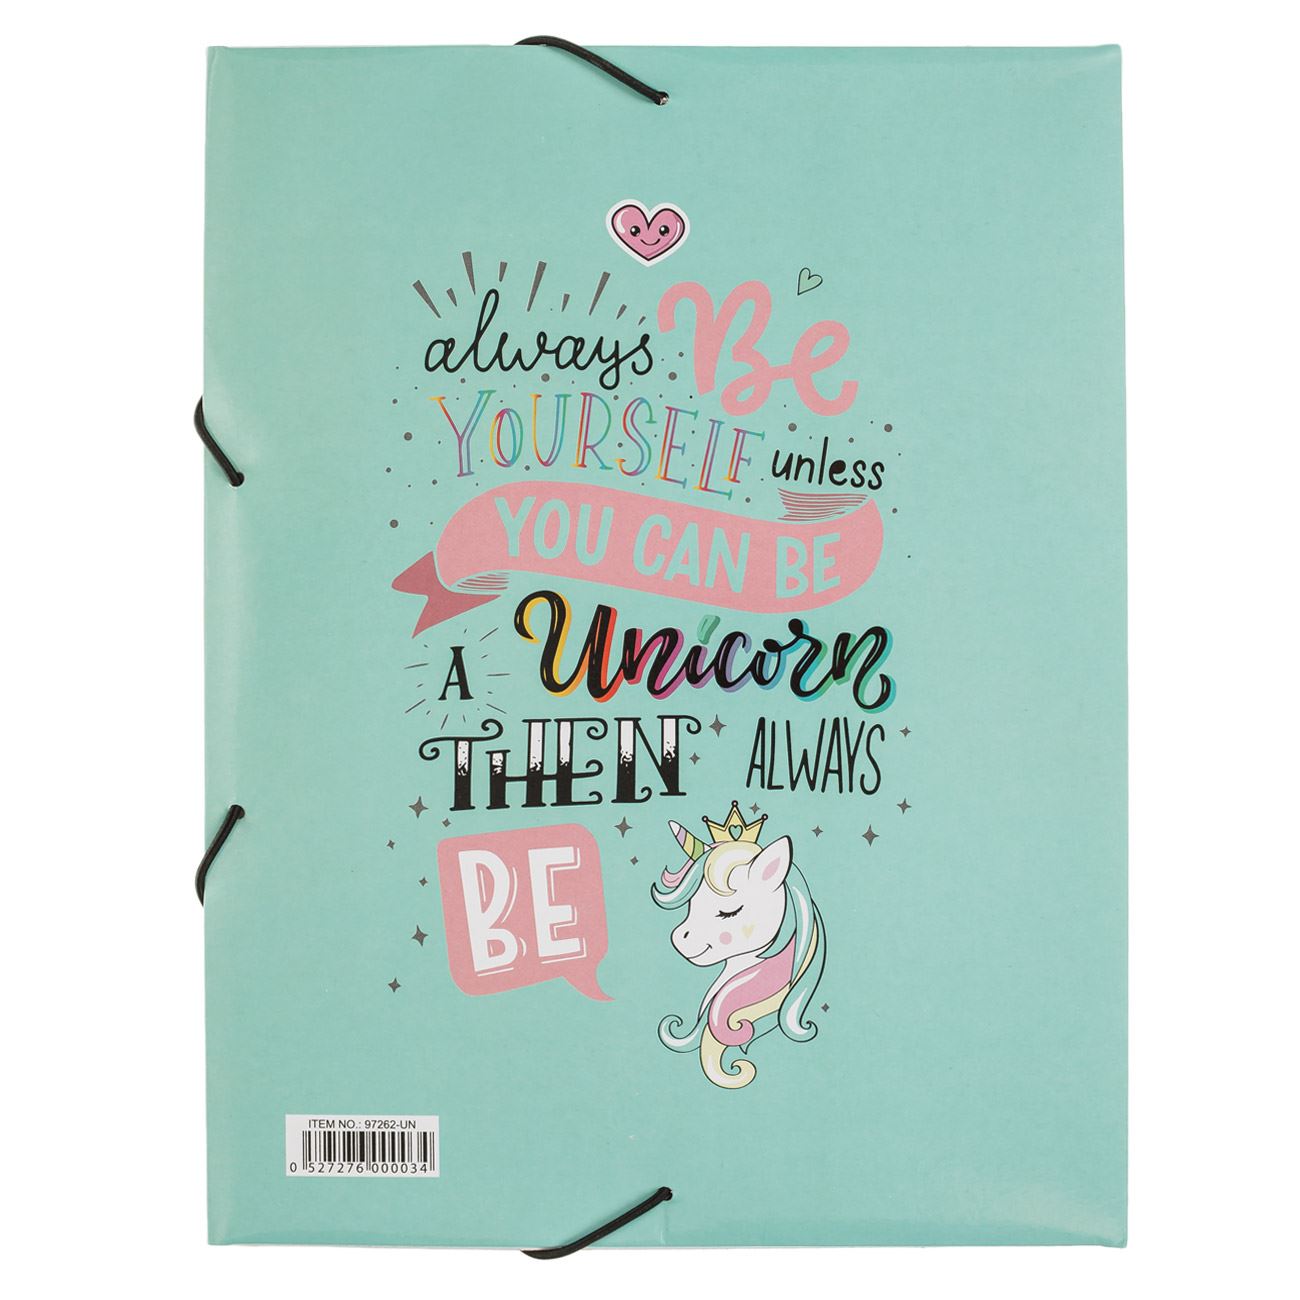 always Be
YOURSELF unless
YOU CAN BE
A Unicorn
THEN ALWAYS
BE
ITEM NO.: 97262-UN
0 527276 000034